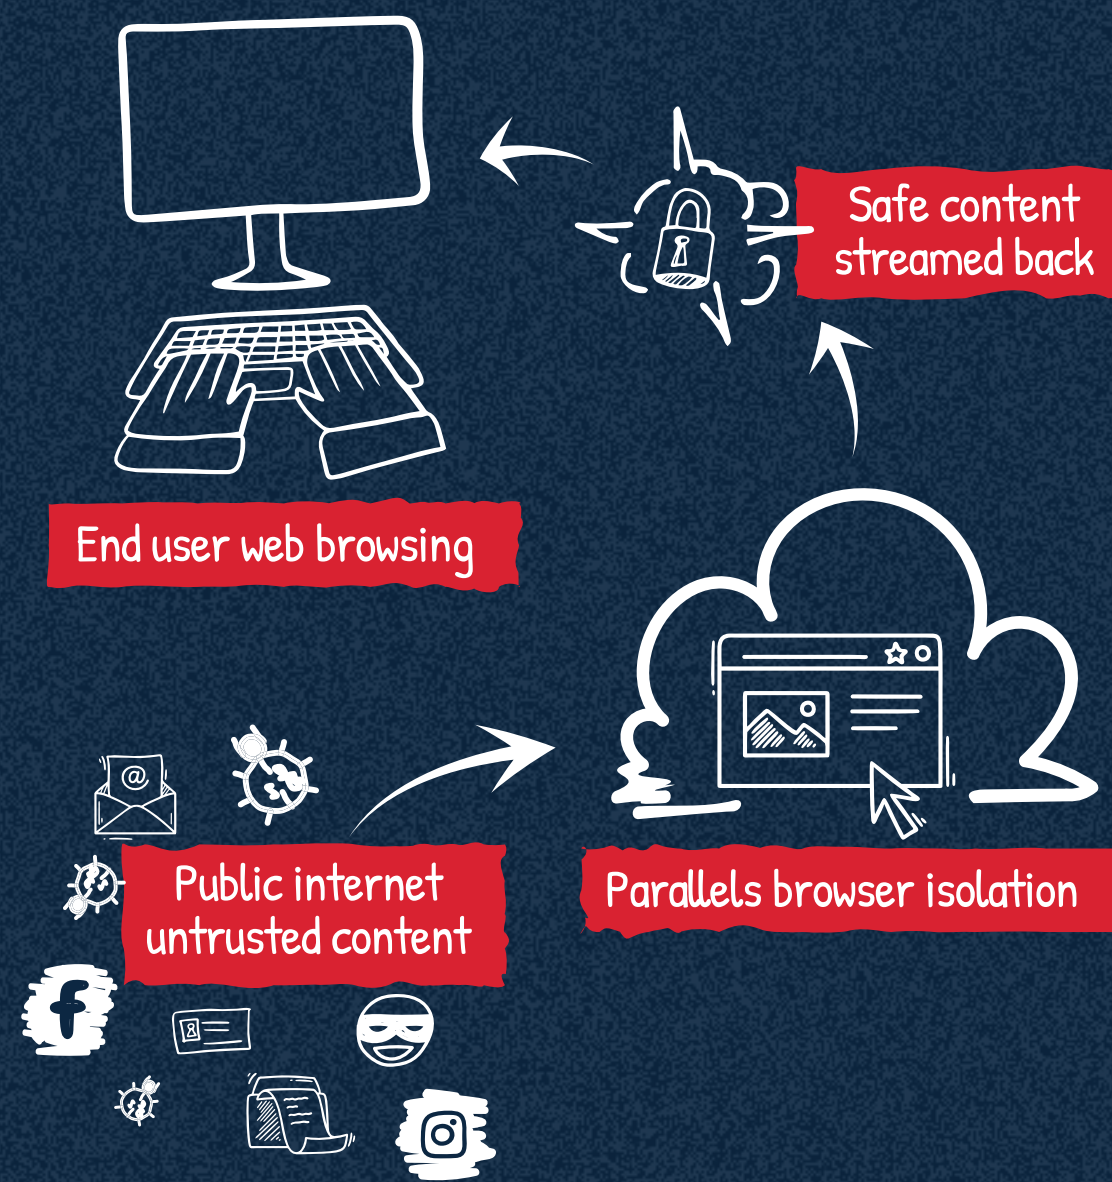 Safe content
streamed back
End user web browsing
@
Public internet
untrusted content
Parallels browser isolation
f